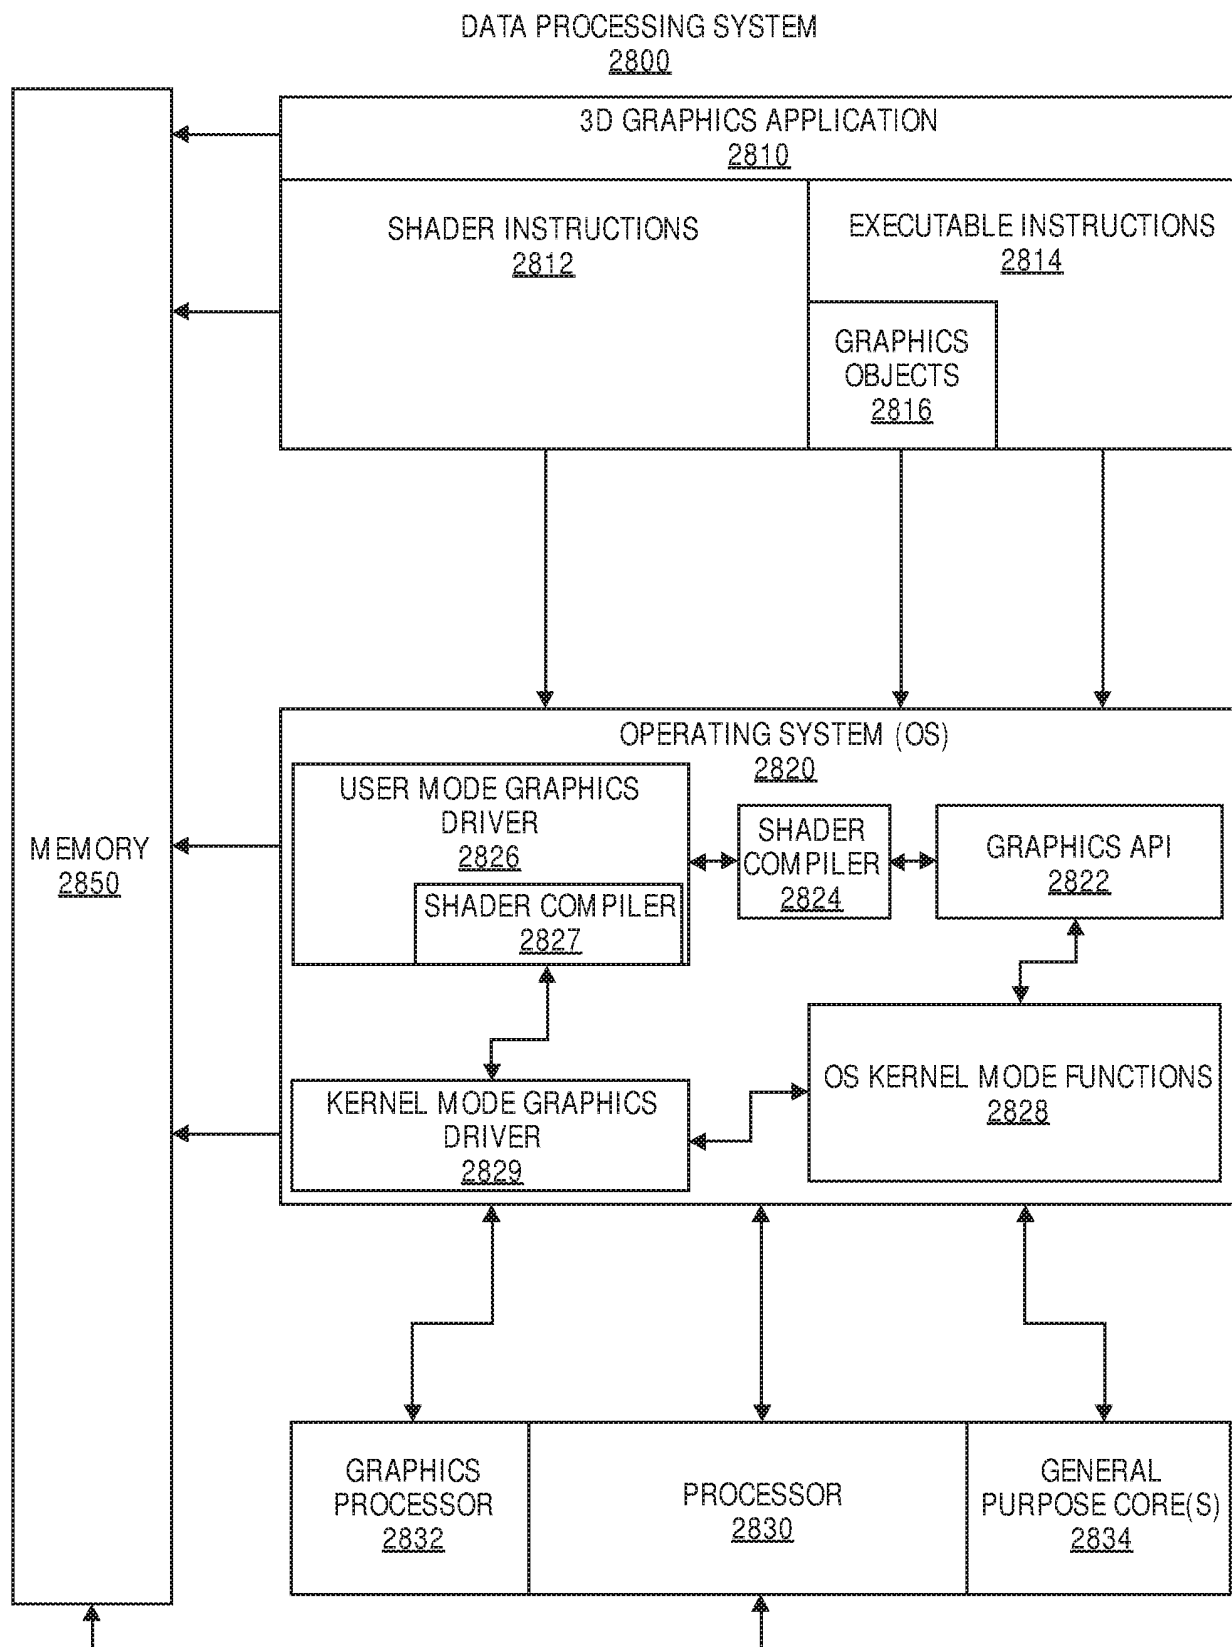 DATA PROCESSING SYSTEM
2800
3D GRAPHICS APPLICATION
2810
SHADER INSTRUCTIONS
2812
EXECUTABLE INSTRUCTIONS
2814
GRAPHICS
OBJECTS
2816
MEMORY
2850
OPERATING SYSTEM (OS)
2820
USER MODE GRAPHICS
DRIVER
2826
SHADER COMPILER
2827
SHADER
COMPILER
2824
GRAPHICS API
2822
KERNEL MODE GRAPHICS
DRIVER
2829
OS KERNEL MODE FUNCTIONS
2828
GRAPHICS
PROCESSOR
2832
PROCESSOR
2830
GENERAL
PURPOSE CORE(S)
2834